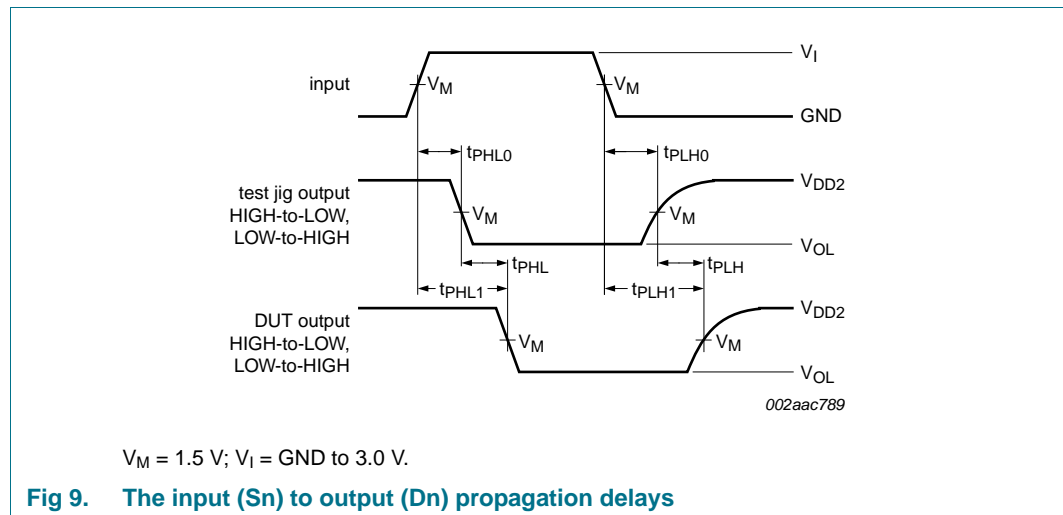 V_I
input
V_M
V_M
GND
t_PHL0
t_PLH0
V_DD2
test jig output
HIGH-to-LOW,
LOW-to-HIGH
V_M
V_M
V_OL
t_PHL
t_PLH
t_PHL1
t_PLH1
V_DD2
DUT output
HIGH-to-LOW,
LOW-to-HIGH
V_M
V_M
V_OL
002aac789
V_M = 1.5 V; V_I = GND to 3.0 V.
Fig 9. The input (Sn) to output (Dn) propagation delays